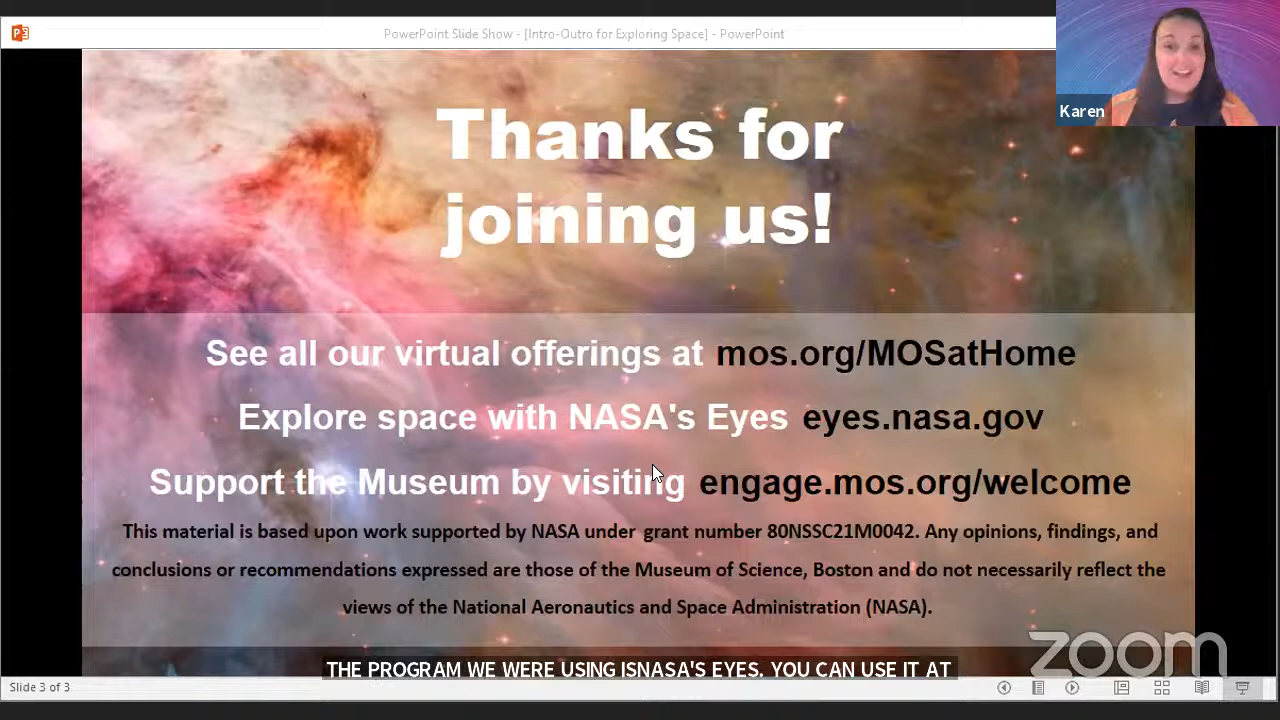 PowerPoint Slide Show - [Intro-Outro for Exploring Space] - PowerPoint
Karen
Thanks for
joining us!
See all our virtual offerings at mos.org/MOSatHome
Explore space with NASA's Eyes eyes.nasa.gov
Support the Museum by visiting engage.mos.org/welcome
This material is based upon work supported by NASA under grant number 80NSSC21M0042. Any opinions, findings, and
conclusions or recommendations expressed are those of the Museum of Science, Boston and do not necessarily reflect the
views of the National Aeronautics and Space Administration (NASA).
zoom
THE PROGRAM WE WERE USING ISNASA'S EYES. YOU CAN USE IT AT
Slide 3 of 3